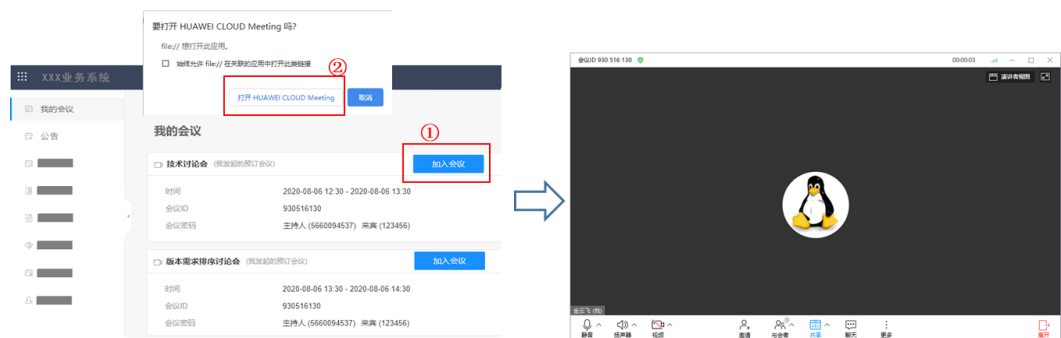 要打开 HUAWEI CLOUD Meeting 吗?
file:// 想打开此应用。
始终允许 file:// 在关联的应用中打开此类链接
②
打开 HUAWEI CLOUD Meeting
取消
XXX业务系统
我的会议
公告
我的会议
①
技术讨论会 (我发起的预订会议)
加入会议
时间 2020-08-06 12:30 - 2020-08-06 13:30
会议ID 930516130
会议密码 主持人 (5660094537) 来宾 (123456)
版本需求排序讨论会 (我发起的预订会议)
加入会议
时间 2020-08-06 13:30 - 2020-08-06 14:30
会议ID 930516130
会议密码 主持人 (5660094537) 来宾 (123456)
会议ID 930 516 130
00:00:03
演讲者视图
金云飞 (我)
静音 扬声器 视频 邀请 与会者 共享 聊天 更多 离开